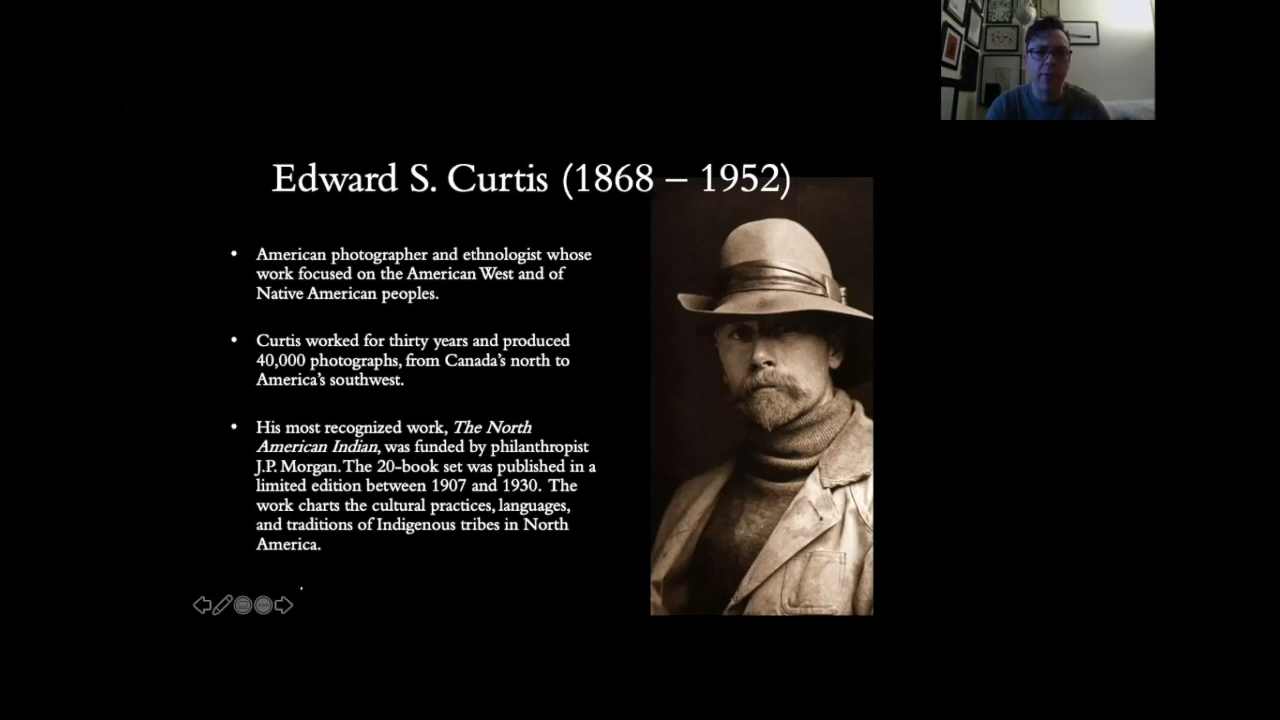 Edward S. Curtis (1868 – 1952)
• American photographer and ethnologist whose
work focused on the American West and of
Native American peoples.
• Curtis worked for thirty years and produced
40,000 photographs, from Canada's north to
America's southwest.
• His most recognized work, The North
American Indian, was funded by philanthropist
J.P. Morgan. The 20-book set was published in a
limited edition between 1907 and 1930. The
work charts the cultural practices, languages,
and traditions of Indigenous tribes in North
America.